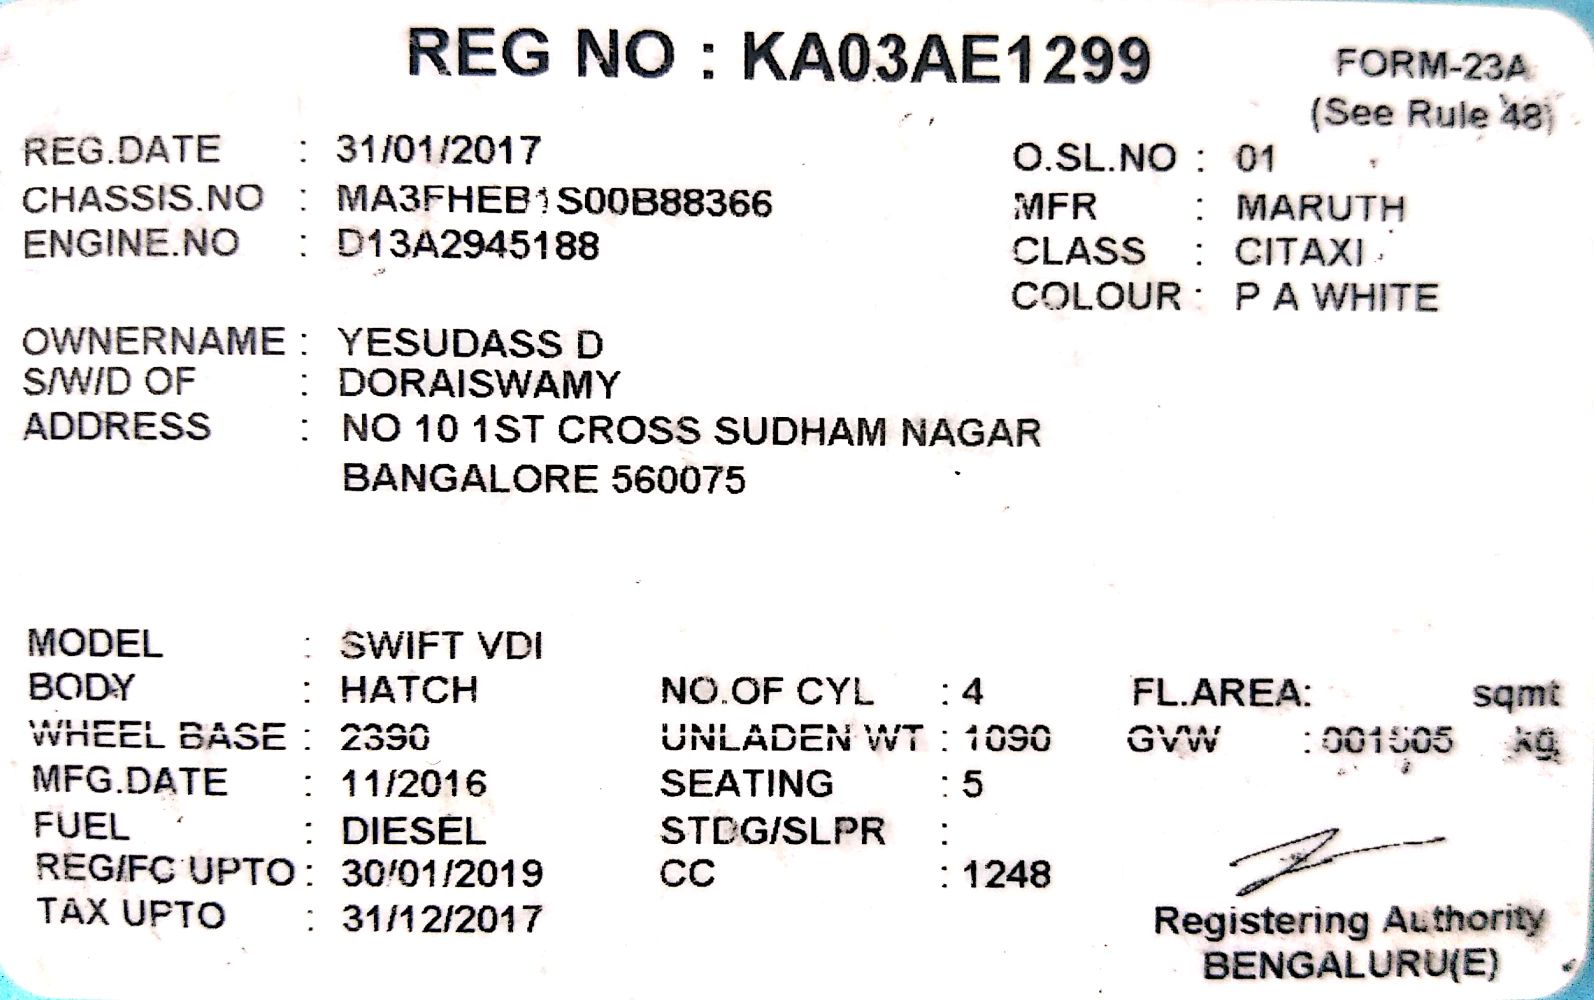 REG NO : KA03AE1299
FORM-23A
(See Rule 48)
REG.DATE : 31/01/2017
O.SL.NO : 01
CHASSIS.NO : MA3FHEB1S00B88366
MFR : MARUTH
ENGINE.NO : D13A2945188
CLASS : CITAXI
COLOUR : P A WHITE
OWNERNAME : YESUDASS D
S/W/D OF : DORAISWAMY
ADDRESS : NO 10 1ST CROSS SUDHAM NAGAR
BANGALORE 560075
MODEL : SWIFT VDI
BODY : HATCH NO.OF CYL : 4 FL.AREA: sqmt
WHEEL BASE : 2390 UNLADEN WT : 1090 GVW : 001505 kg
MFG.DATE : 11/2016 SEATING : 5
FUEL : DIESEL STDG/SLPR :
REG/FC UPTO : 30/01/2019 CC : 1248
TAX UPTO : 31/12/2017
Registering Authority
BENGALURU(E)